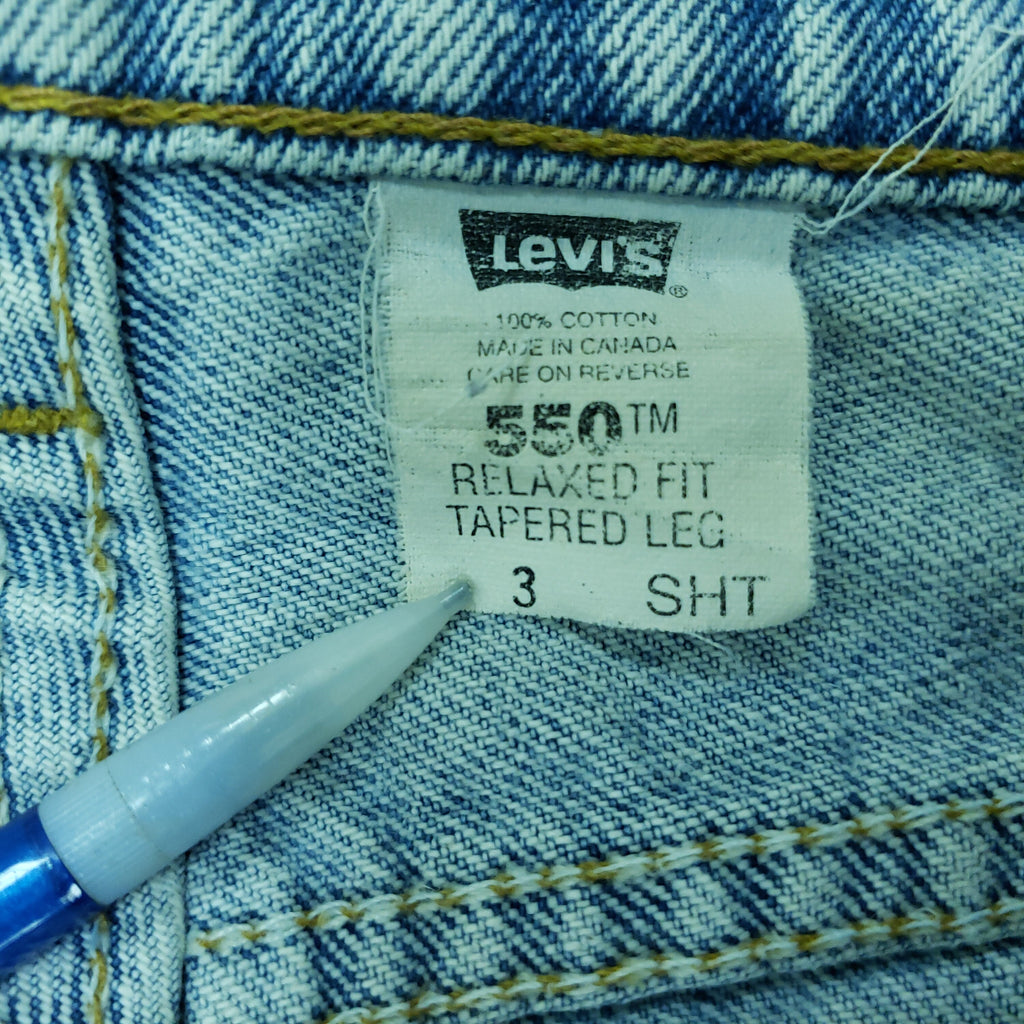 Levi's®
100% COTTON
MADE IN CANADA
CARE ON REVERSE
550™
RELAXED FIT
TAPERED LEG
3 SHT